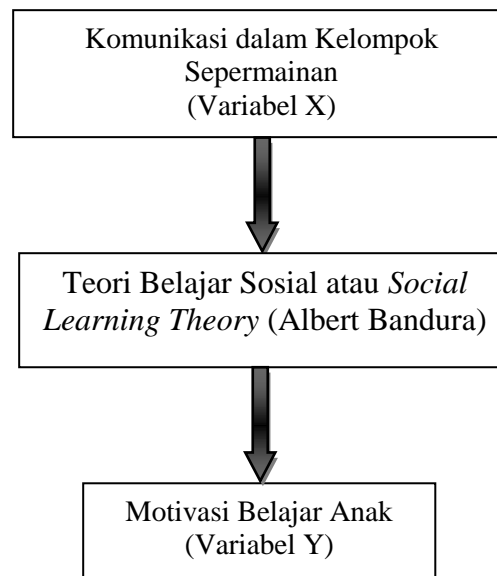 Komunikasi dalam Kelompok
Sepermainan
(Variabel X)
Teori Belajar Sosial atau Social
Learning Theory (Albert Bandura)
Motivasi Belajar Anak
(Variabel Y)